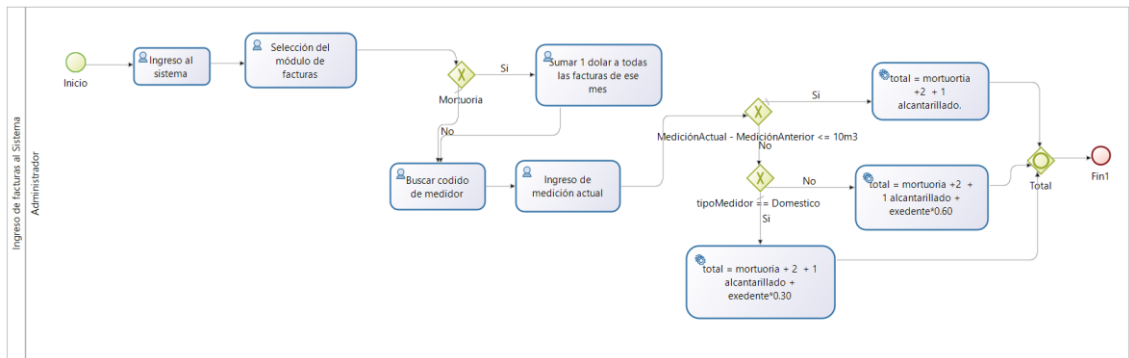 Ingreso de facturas al Sistema
Administrador
Inicio
Ingreso al
sistema
Selección del
módulo de
facturas
Mortuoria
Si
No
Sumar 1 dolar a todas
las facturas de ese
mes
Buscar codido
de medidor
Ingreso de
medición actual
MediciónActual - MediciónAnterior <= 10m3
Si
No
total = mortuortia
+2 + 1
alcantarillado.
tipoMedidor == Domestico
No
Si
total = mortuoria +2 +
1 alcantarillado +
exedente*0.60
total = mortuoria + 2 + 1
alcantarillado +
exedente*0.30
Total
Fin1